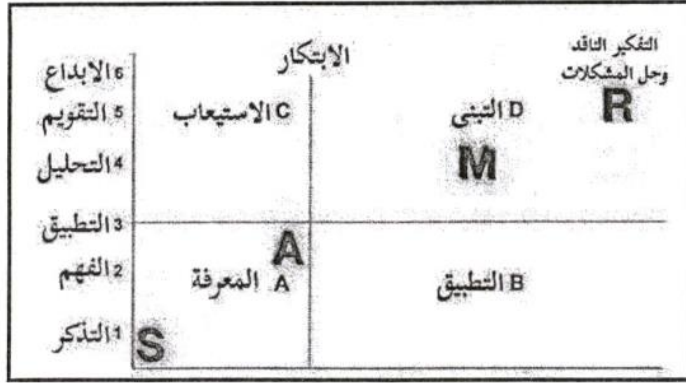 التفكير الناقد
وحل المشكلات
R
الابتكار
6 الابداع
5 التقويم
4 التحليل
3 التطبيق
2 الفهم
1 التذكر
C الاستيعاب
D التبنى
M
A
A المعرفة
B التطبيق
S